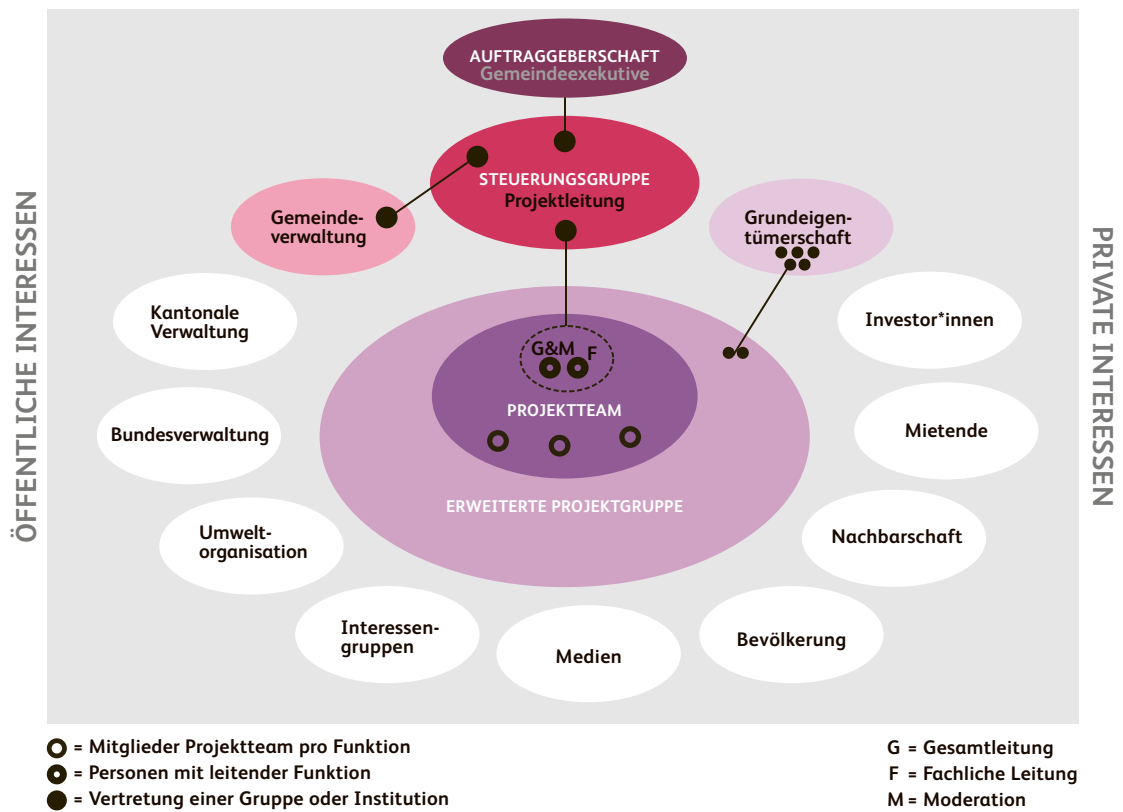 AUFTRAGGEBERSCHAFT
Gemeindeexekutive
STEUERUNGSGRUPPE
Projektleitung
Gemeinde-
verwaltung
Grundeigen-
tümerschaft
ÖFFENTLICHE INTERESSEN
PRIVATE INTERESSEN
Kantonale
Verwaltung
Investor*innen
G&M
F
PROJEKTTEAM
Bundesverwaltung
Mietende
ERWEITERTE PROJEKTGRUPPE
Umwelt-
organisation
Nachbarschaft
Interessen-
gruppen
Medien
Bevölkerung
= Mitglieder Projektteam pro Funktion
= Personen mit leitender Funktion
= Vertretung einer Gruppe oder Institution
G = Gesamtleitung
F = Fachliche Leitung
M = Moderation